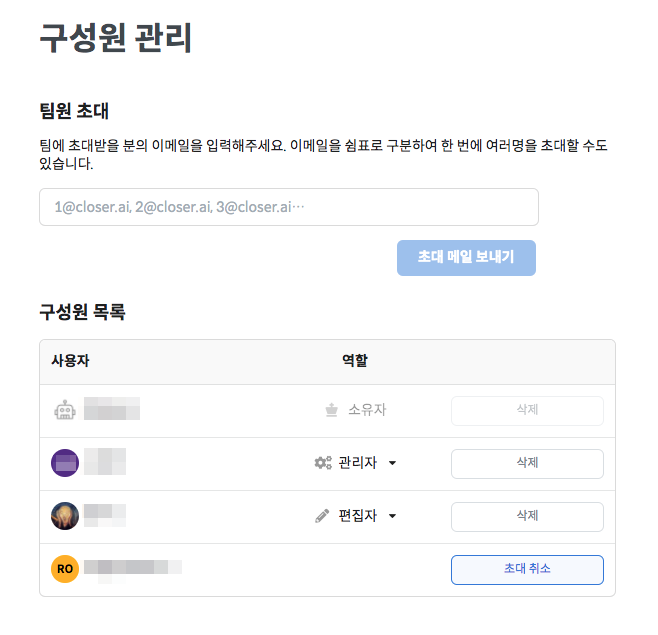 구성원 관리
팀원 초대
팀에 초대받을 분의 이메일을 입력해주세요. 이메일을 쉼표로 구분하여 한 번에 여러명을 초대할 수도
있습니다.
1@closer.ai, 2@closer.ai, 3@closer.ai···
초대 메일 보내기
구성원 목록
사용자 역할
소유자 삭제
관리자 삭제
편집자 삭제
RO 초대 취소